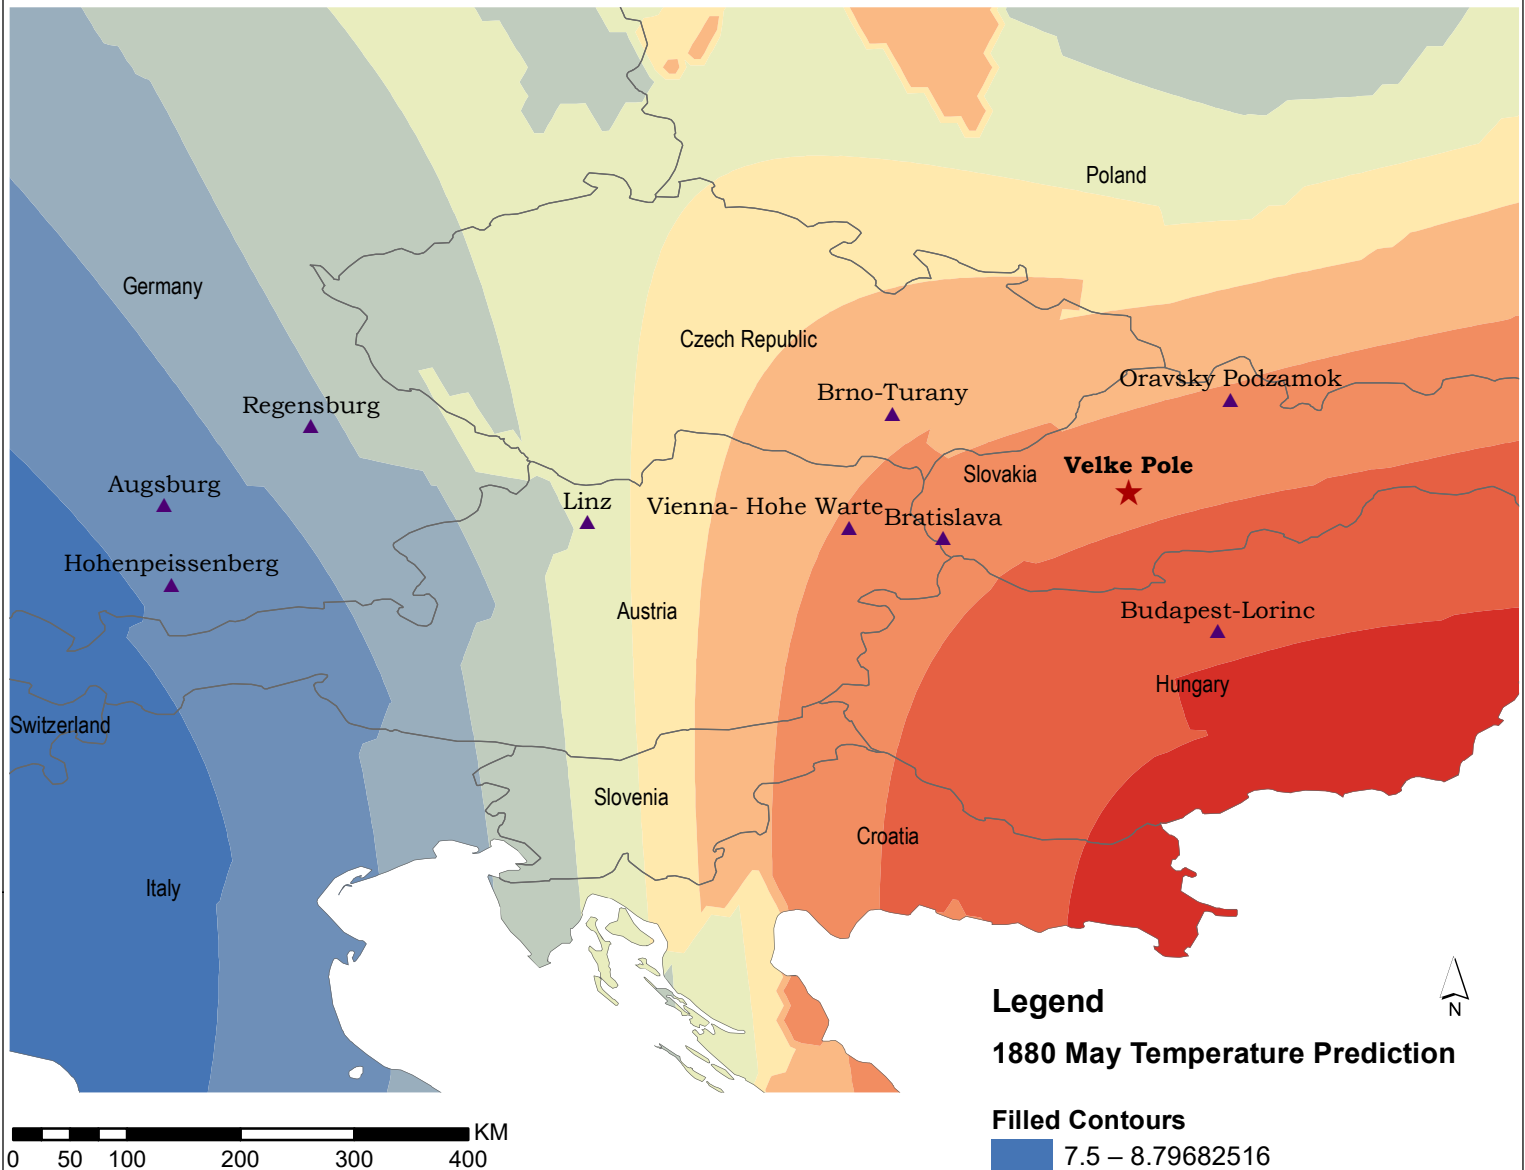 Poland
Germany
Czech Republic
Oravsky Podzamok
Brno-Turany
Regensburg
Velke Pole
Slovakia
Augsburg
Linz
Vienna- Hohe Warte
Bratislava
Hohenpeissenberg
Austria
Budapest-Lorinc
Hungary
Switzerland
Slovenia
Croatia
Italy
N
Legend
1880 May Temperature Prediction
Filled Contours
7.5 – 8.79682516
KM
0 50 100 200 300 400